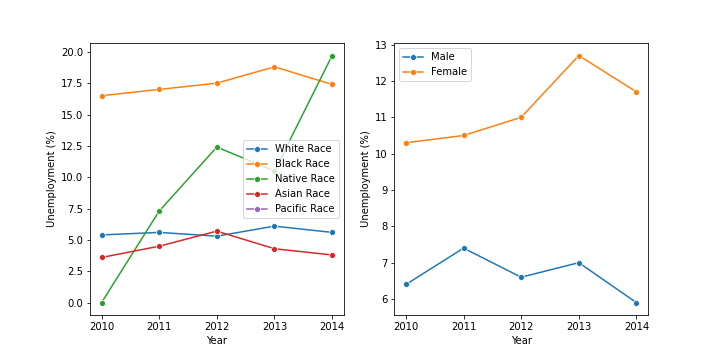 20.0
17.5
15.0
12.5
10.0
7.5
5.0
2.5
0.0
Unemployment (%)
White Race
Black Race
Native Race
Asian Race
Pacific Race
2010 2011 2012 2013 2014
Year
13
12
11
10
9
8
7
6
Unemployment (%)
Male
Female
2010 2011 2012 2013 2014
Year